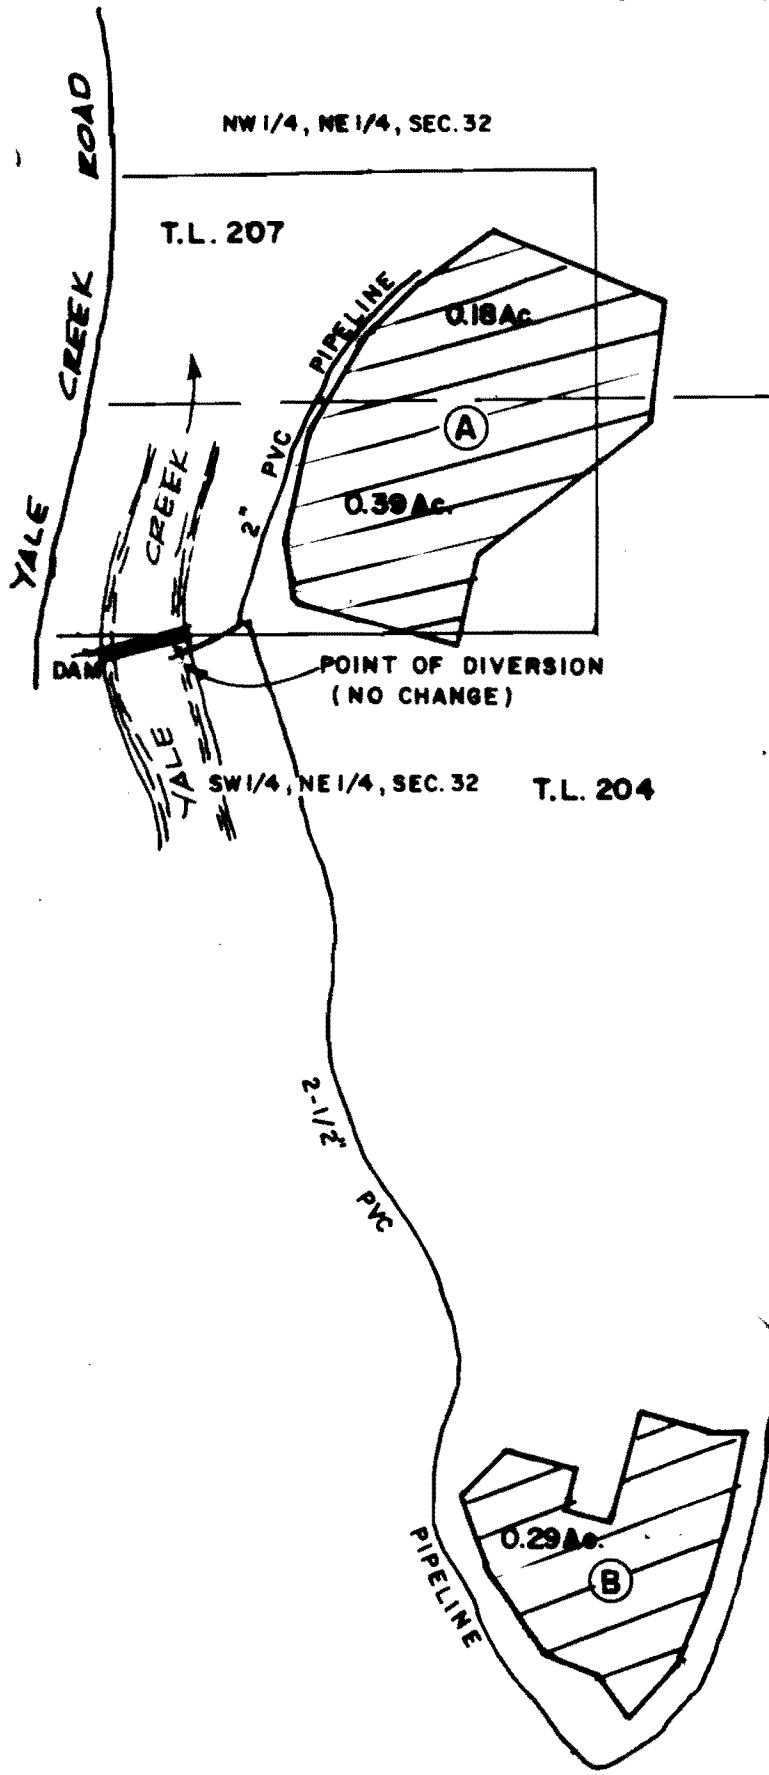 YALE CREEK ROAD
NW 1/4, NE 1/4, SEC. 32
T.L. 207
2" PVC PIPELINE
0.18 Ac.
A
0.39 Ac.
YALE CREEK
DAM
POINT OF DIVERSION
(NO CHANGE)
SW 1/4, NE 1/4, SEC. 32
T.L. 204
2-1/2" PVC PIPELINE
0.29 Ac.
B